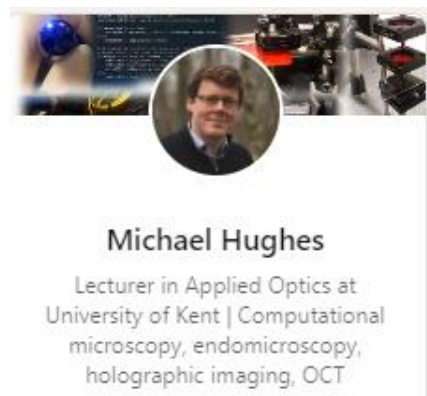 Michael Hughes
Lecturer in Applied Optics at
University of Kent | Computational
microscopy, endomicroscopy,
holographic imaging, OCT